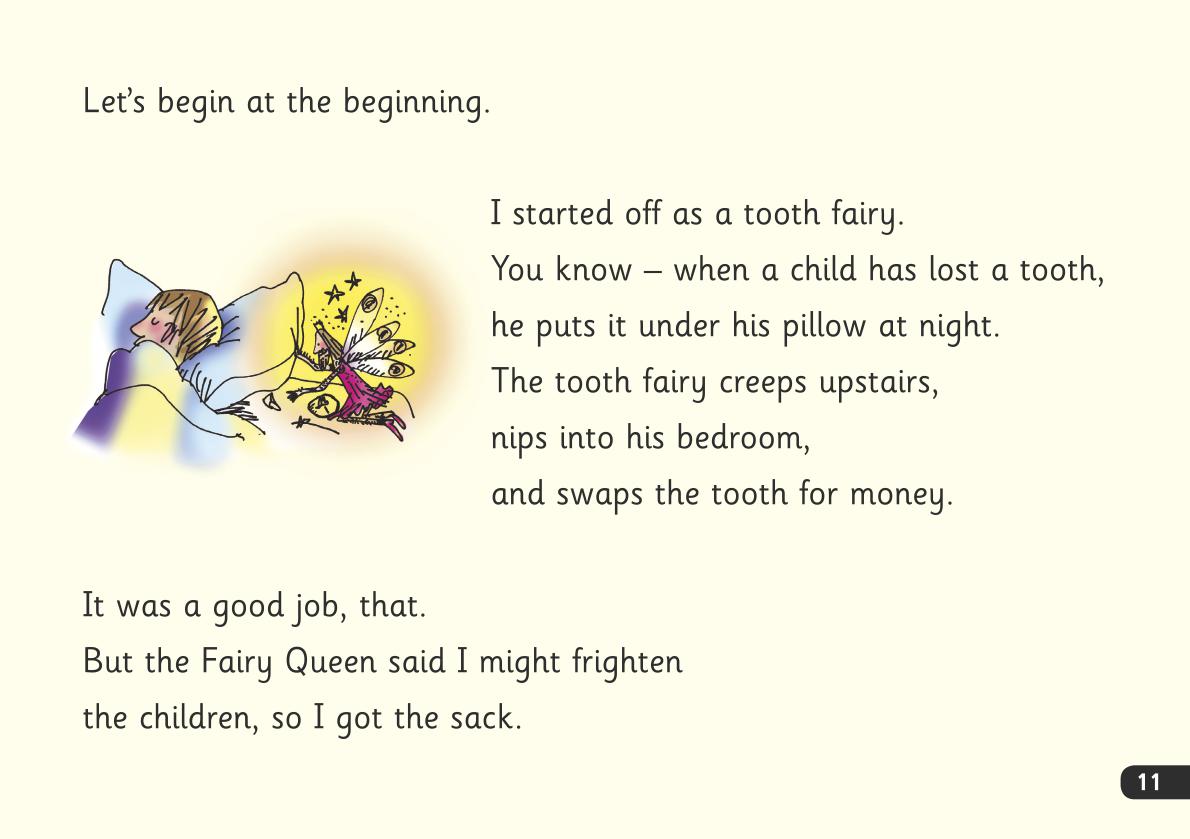 Let’s begin at the beginning.
I started off as a tooth fairy.
You know – when a child has lost a tooth,
he puts it under his pillow at night.
The tooth fairy creeps upstairs,
nips into his bedroom,
and swaps the tooth for money.
It was a good job, that.
But the Fairy Queen said I might frighten
the children, so I got the sack.
11